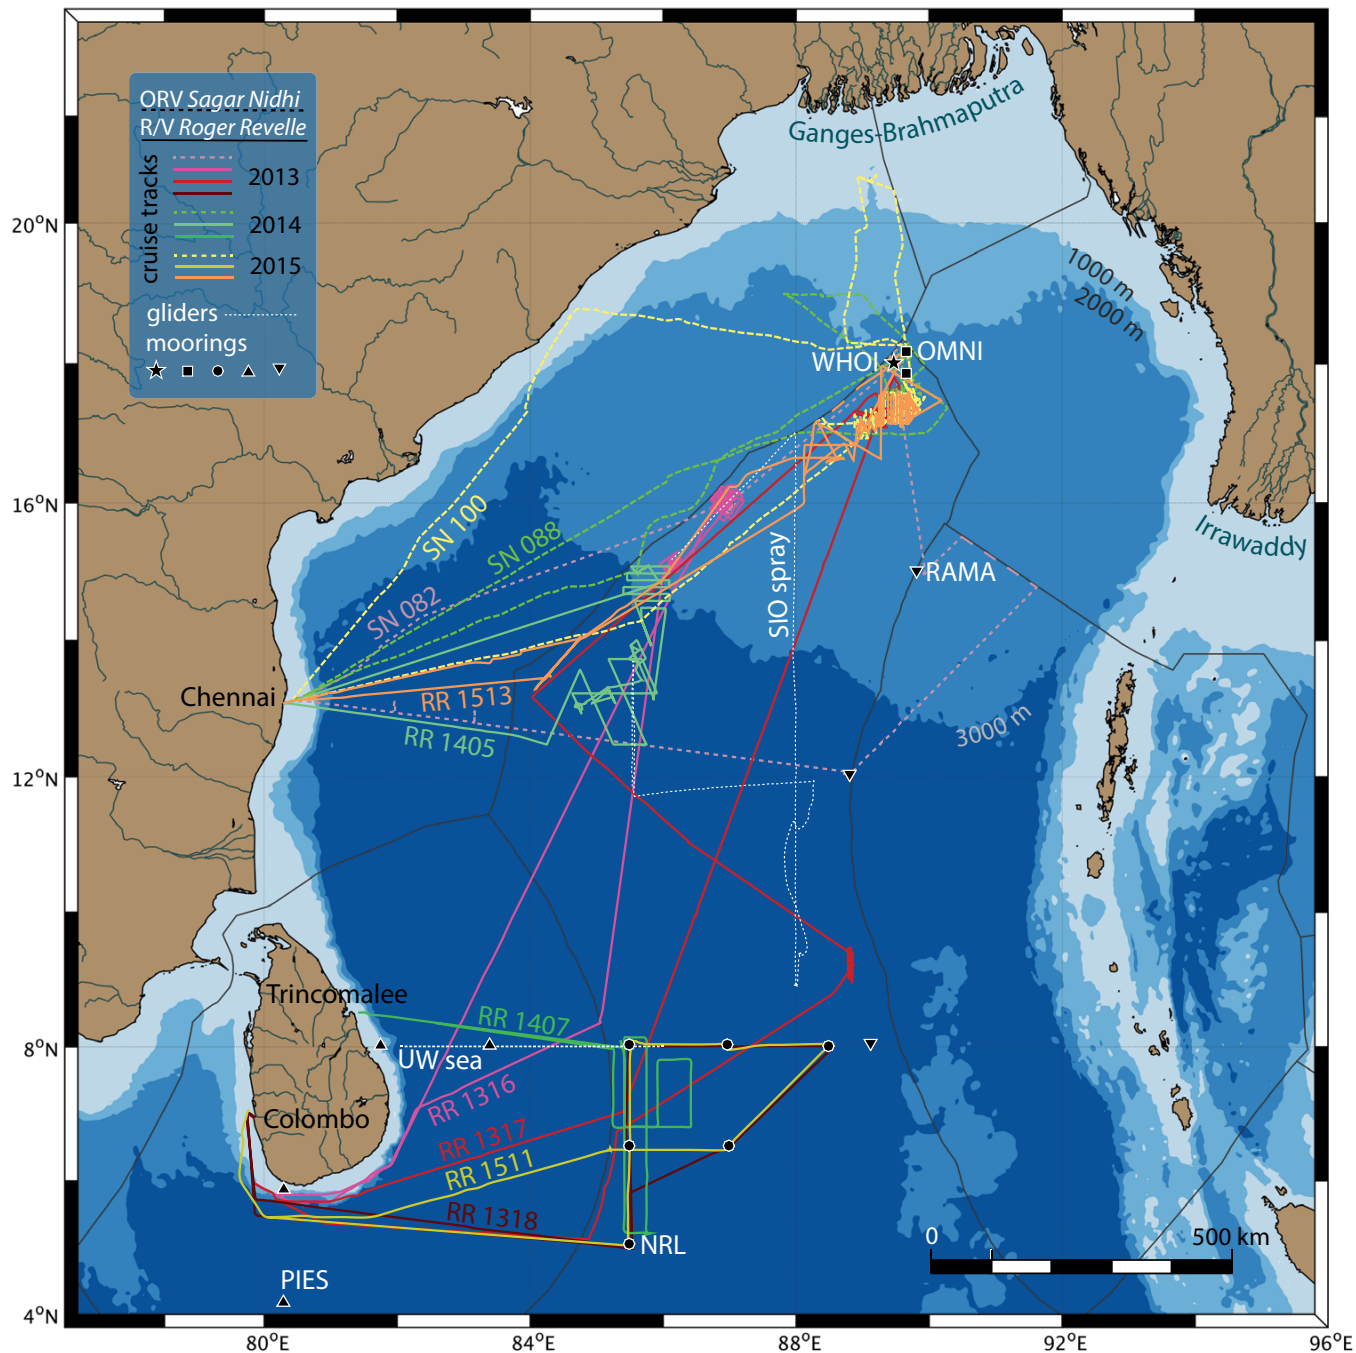 ORV Sagar Nidhi
R/V Roger Revelle
cruise tracks
2013
2014
2015
gliders
moorings
Ganges-Brahmaputra
20°N
1000 m
2000 m
WHOI
OMNI
16°N
SN 100
SN 088
SN 082
SIO spray
RAMA
Irrawaddy
Chennai
RR 1513
RR 1405
3000 m
12°N
Trincomalee
RR 1407
8°N
UW sea
RR 1316
Colombo
RR 1317
RR 1511
RR 1318
NRL
0
500 km
PIES
4°N
80°E
84°E
88°E
92°E
96°E